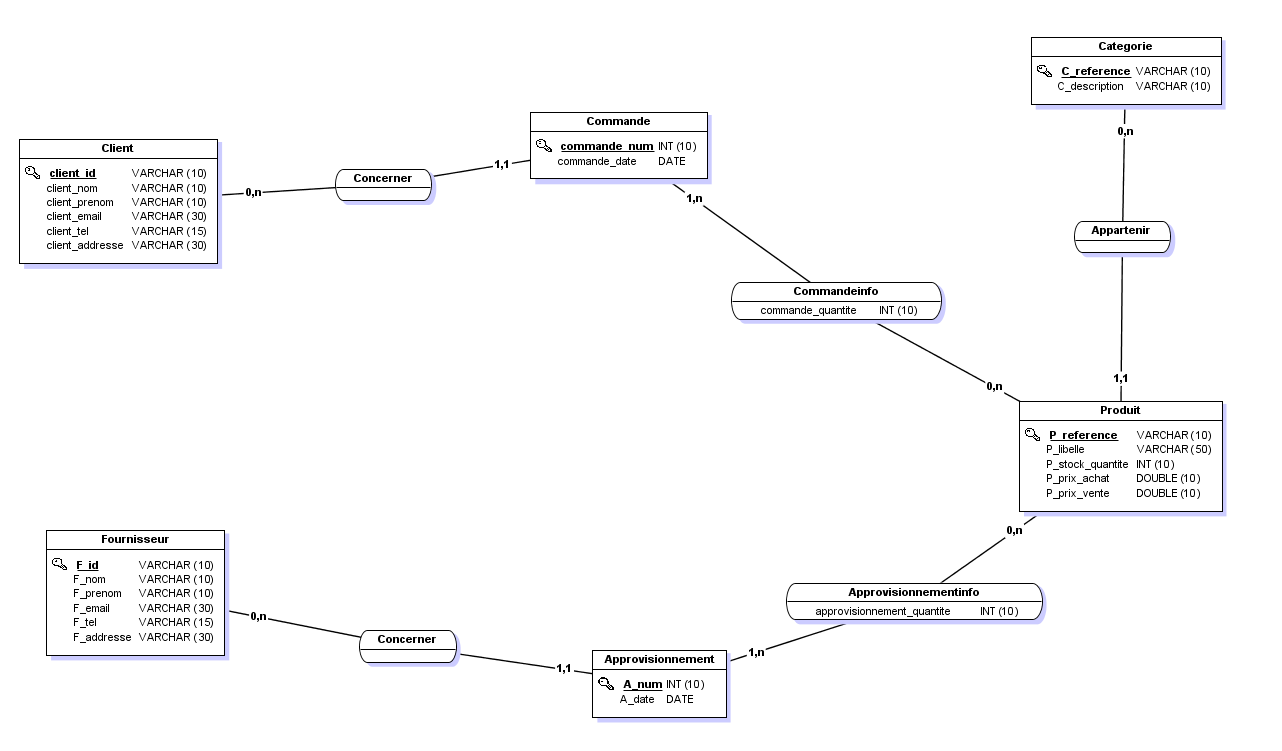 Categorie
C_reference VARCHAR (10)
C_description VARCHAR (10)
0,n
Client
client_id VARCHAR (10)
client_nom VARCHAR (10)
client_prenom VARCHAR (10)
client_email VARCHAR (30)
client_tel VARCHAR (15)
client_addresse VARCHAR (30)
0,n
Concerner
1,1
Commande
commande_num INT (10)
commande_date DATE
1,n
Appartenir
Commandeinfo
commande_quantite INT (10)
0,n
1,1
Produit
P_reference VARCHAR (10)
P_libelle VARCHAR (50)
P_stock_quantite INT (10)
P_prix_achat DOUBLE (10)
P_prix_vente DOUBLE (10)
0,n
Fournisseur
F_id VARCHAR (10)
F_nom VARCHAR (10)
F_prenom VARCHAR (10)
F_email VARCHAR (30)
F_tel VARCHAR (15)
F_addresse VARCHAR (30)
0,n
Concerner
1,1
Approvisionnementinfo
approvisionnement_quantite INT (10)
1,n
Approvisionnement
A_num INT (10)
A_date DATE